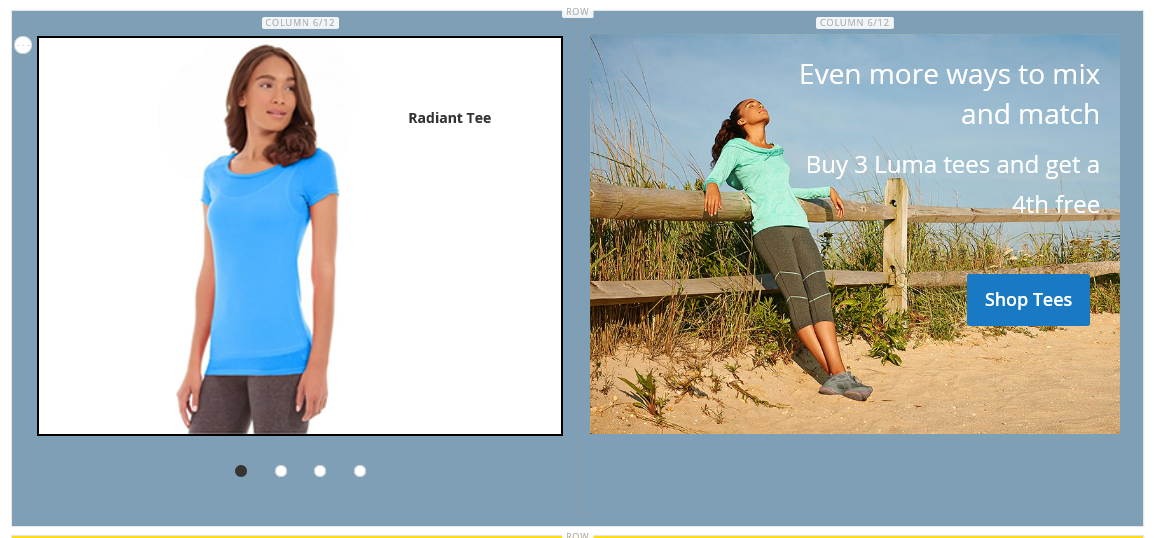 ROW
COLUMN 6/12
COLUMN 6/12
Radiant Tee
Even more ways to mix
and match
Buy 3 Luma tees and get a
4th free
Shop Tees
ROW